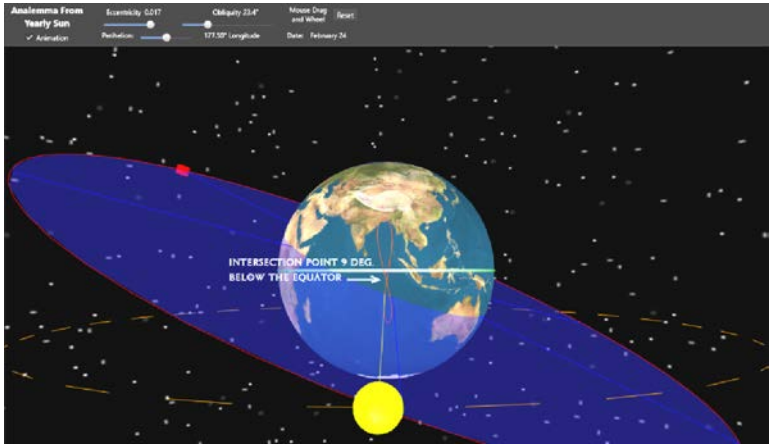 Analemma From
Yearly Sun
✓ Animation
Eccentricity 0.017
Obliquity 23.4°
Perihelion:
177.50° Longitude
Mouse Drag
and Wheel
Reset
Date: February 24
INTERSECTION POINT 9 DEG.
BELOW THE EQUATOR